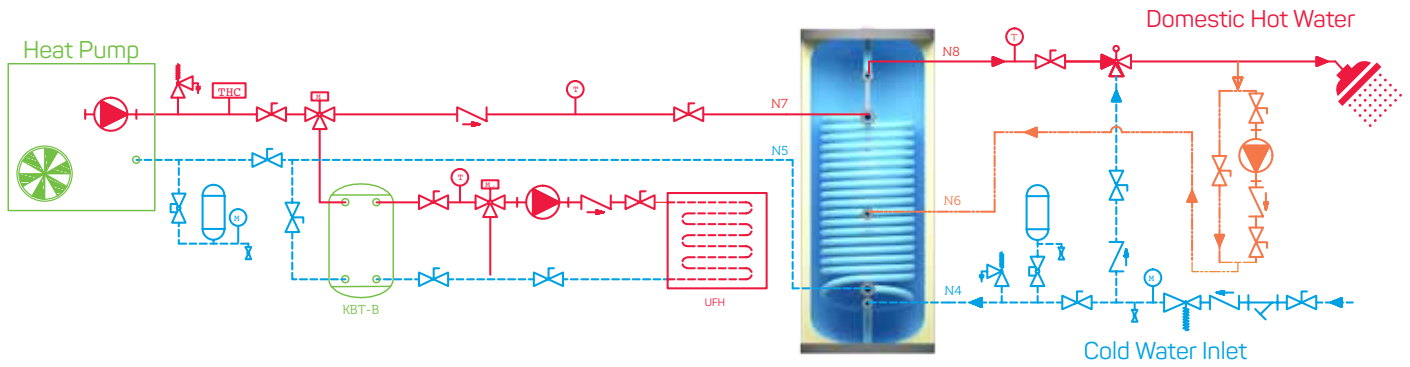 Domestic Hot Water
Heat Pump
N8
T
THC
M
T
N7
N5
T
M
M
N6
N4
M
UFH
KBT-B
Cold Water Inlet